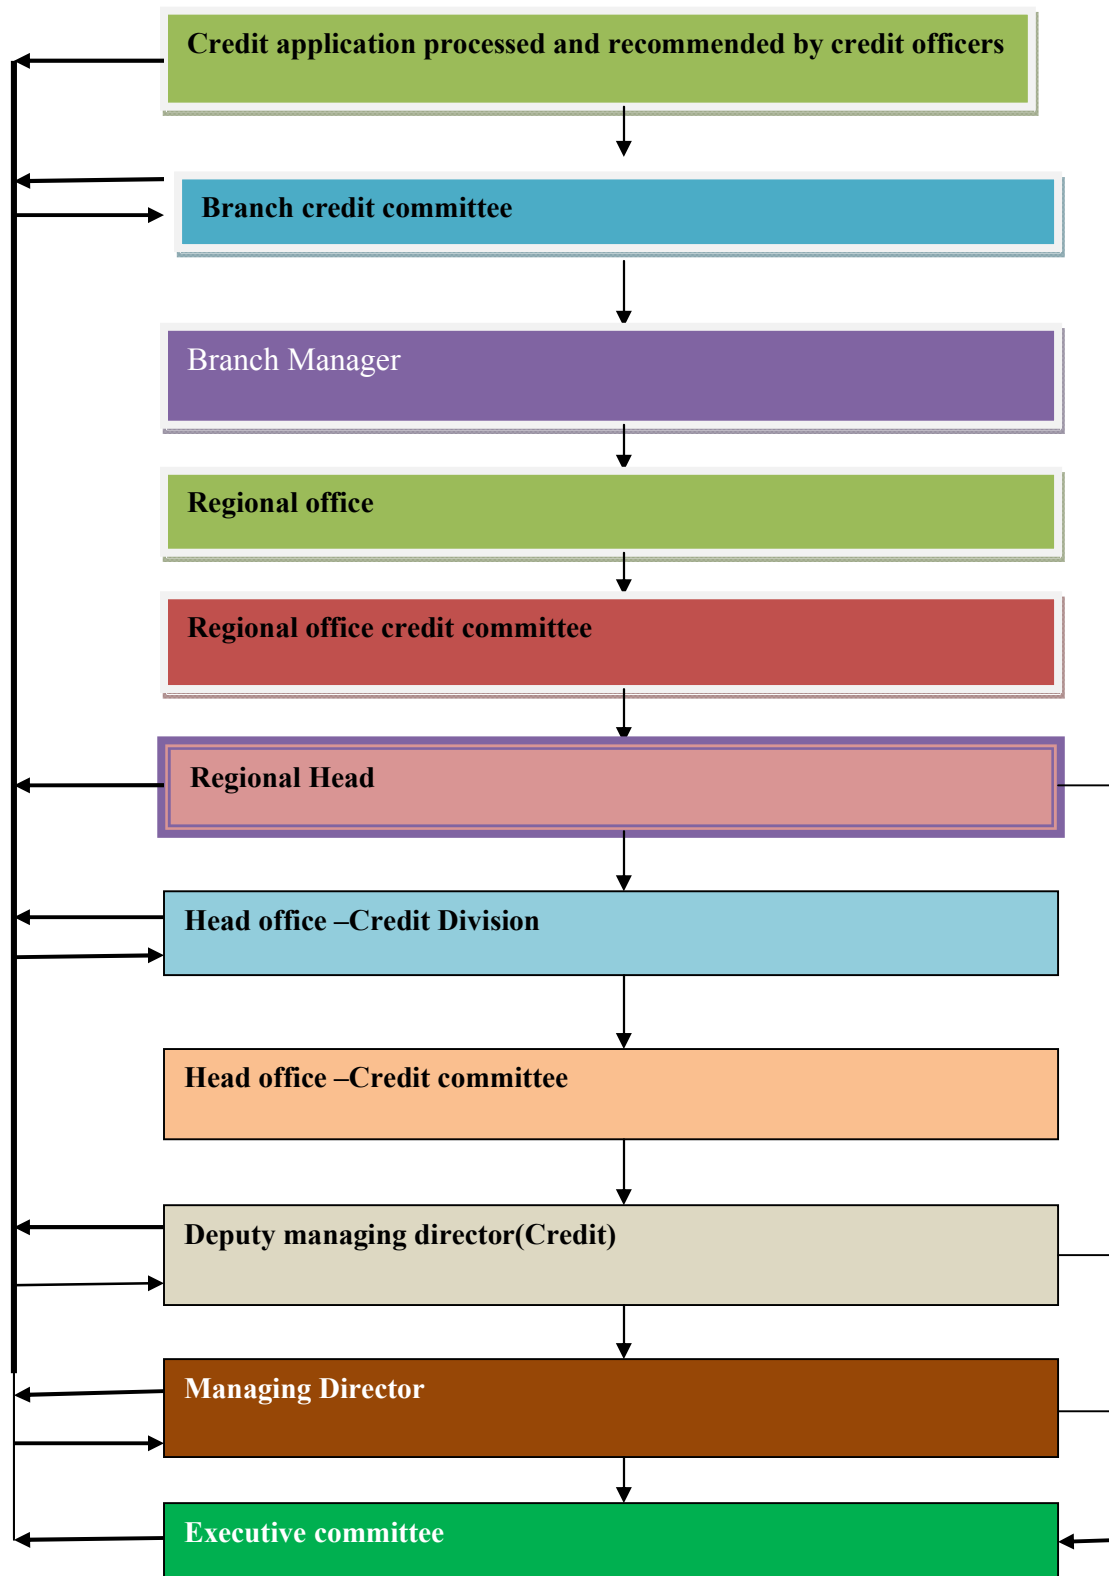 Credit application processed and recommended by credit officers
Branch credit committee
Branch Manager
Regional office
Regional office credit committee
Regional Head
Head office –Credit Division
Head office –Credit committee
Deputy managing director(Credit)
Managing Director
Executive committee